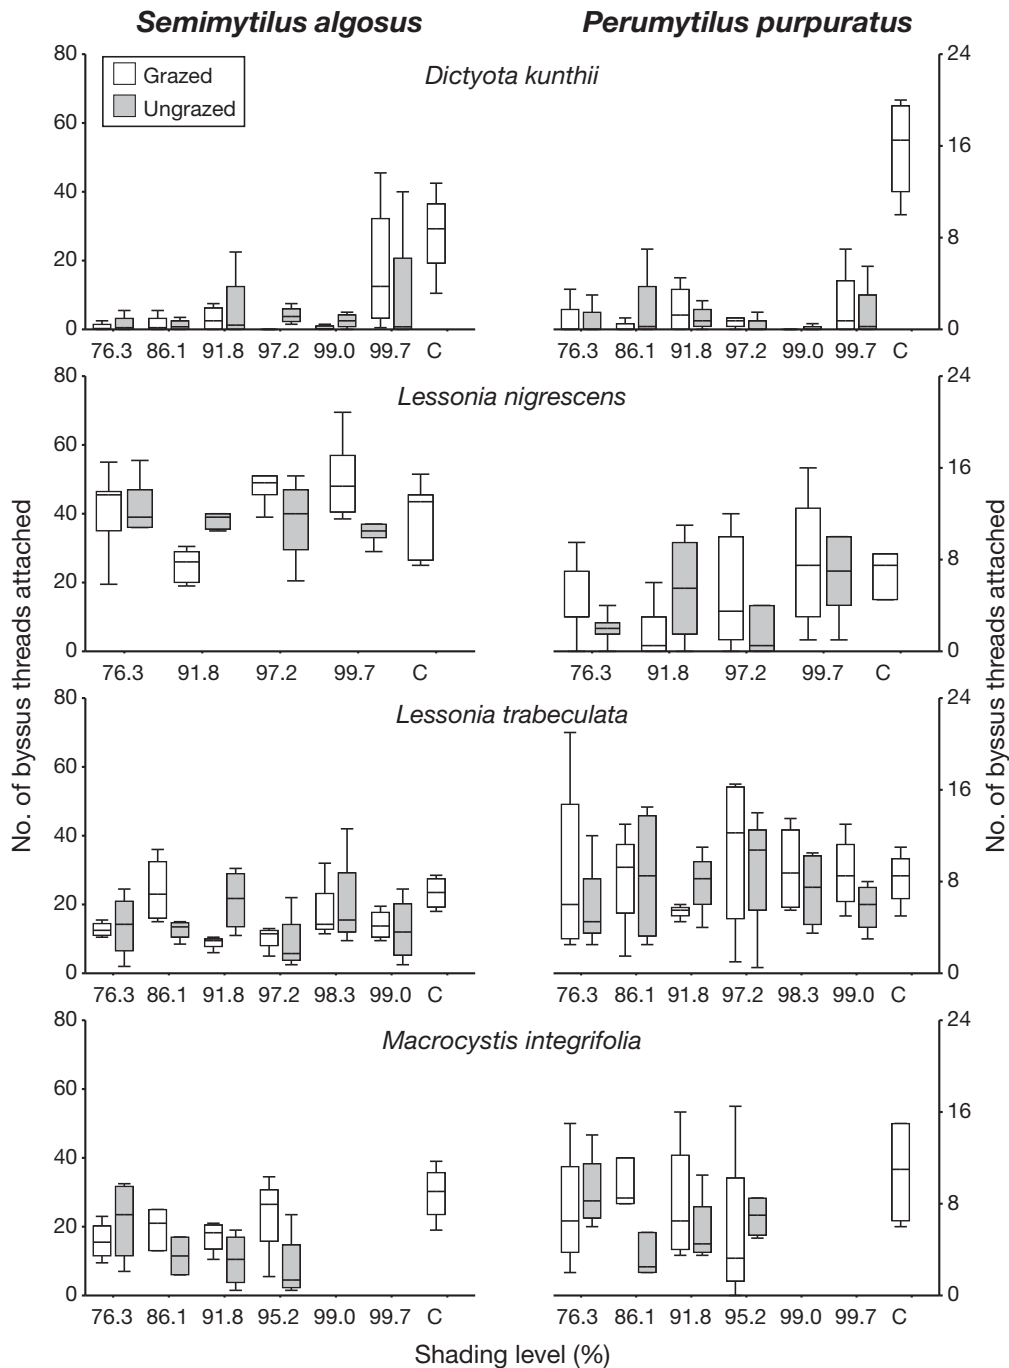 Semimytilus algosus Perumytilus purpuratus
80 24
Grazed
Ungrazed
Dictyota kunthii
60 16
40
20 8
0 0
76.3 86.1 91.8 97.2 99.0 99.7 C 76.3 86.1 91.8 97.2 99.0 99.7 C
80 24
Lessonia nigrescens
60 16
40
20 8
0 0
76.3 91.8 97.2 99.7 C 76.3 91.8 97.2 99.7 C
No. of byssus threads attached
No. of byssus threads attached
80 24
Lessonia trabeculata
60 16
40
20 8
0 0
76.3 86.1 91.8 97.2 98.3 99.0 C 76.3 86.1 91.8 97.2 98.3 99.0 C
80 24
Macrocystis integrifolia
60 16
40
20 8
0 0
76.3 86.1 91.8 95.2 99.0 99.7 C 76.3 86.1 91.8 95.2 99.0 99.7 C
Shading level (%)